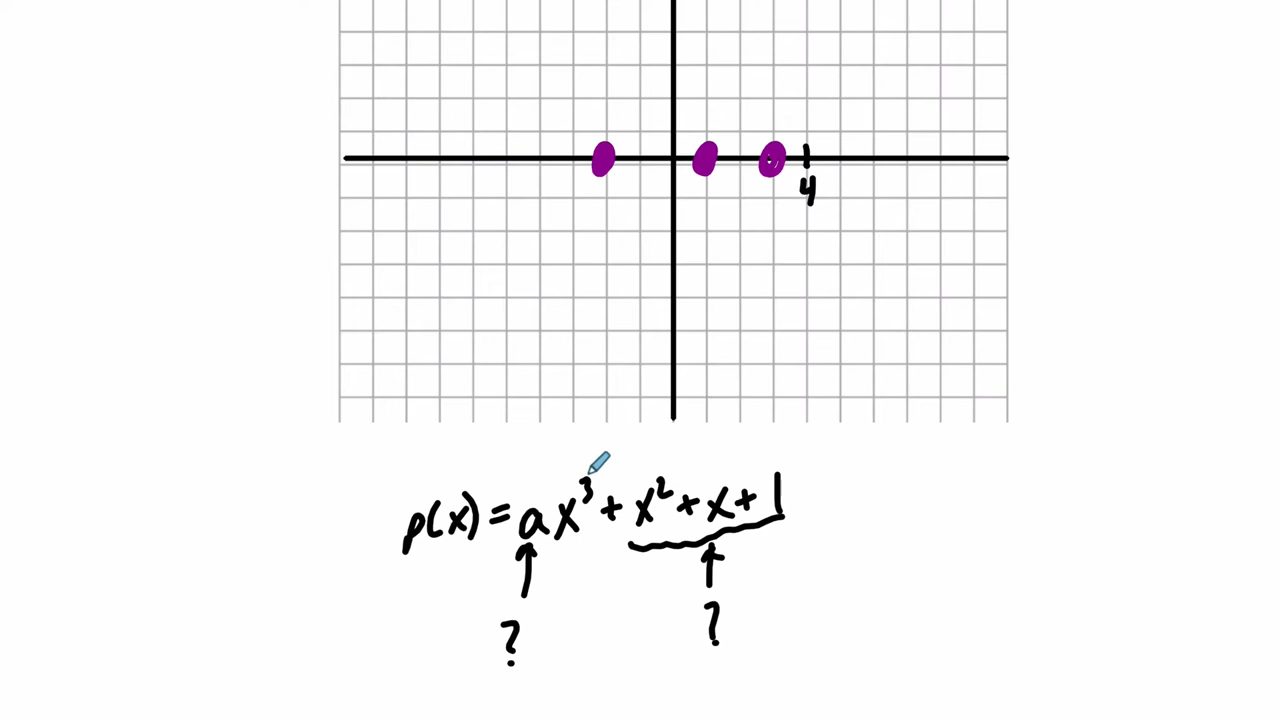 4
p(x) = ax³ + x² + x + 1
? ?